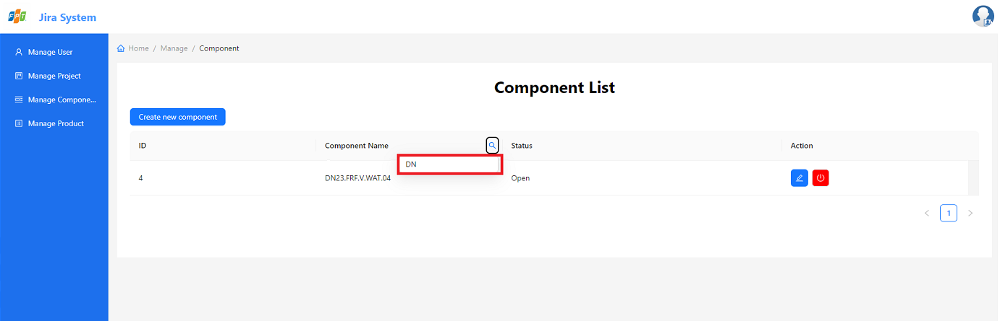 FPT Jira System
Manage User
Manage Project
Manage Compone...
Manage Product
Home / Manage / Component
Component List
Create new component
ID Component Name Status Action
DN
4 DN23.FRF.V.WAT.04 Open
1